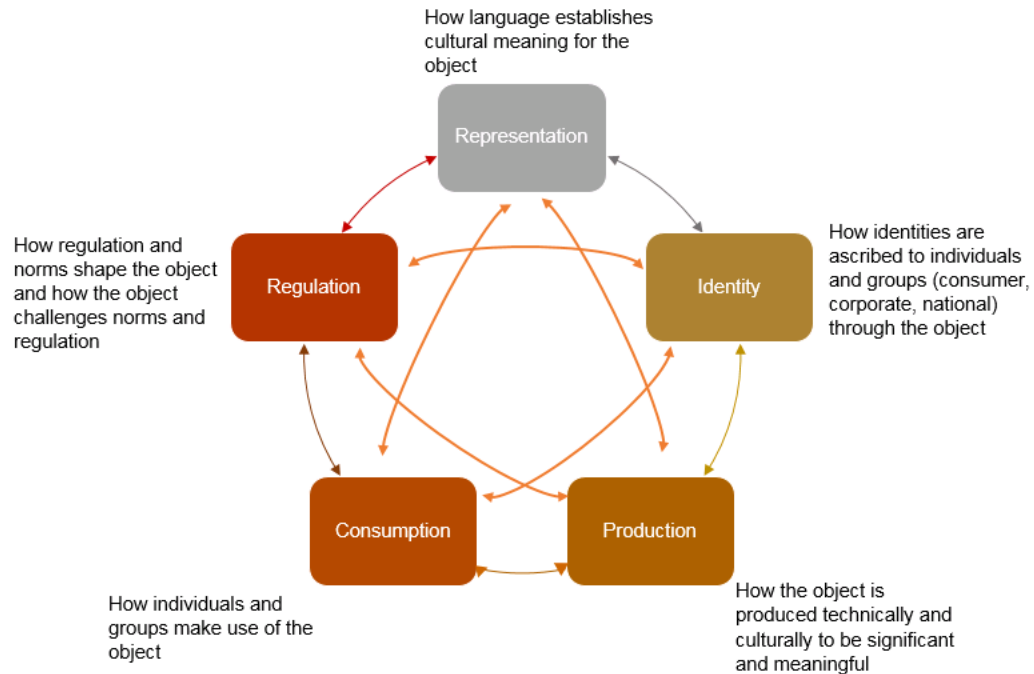 How language establishes
cultural meaning for the
object
Representation
How regulation and
norms shape the object
and how the object
challenges norms and
regulation
Regulation
Identity
How identities are
ascribed to individuals
and groups (consumer,
corporate, national)
through the object
Consumption
Production
How individuals and
groups make use of the
object
How the object is
produced technically and
culturally to be significant
and meaningful